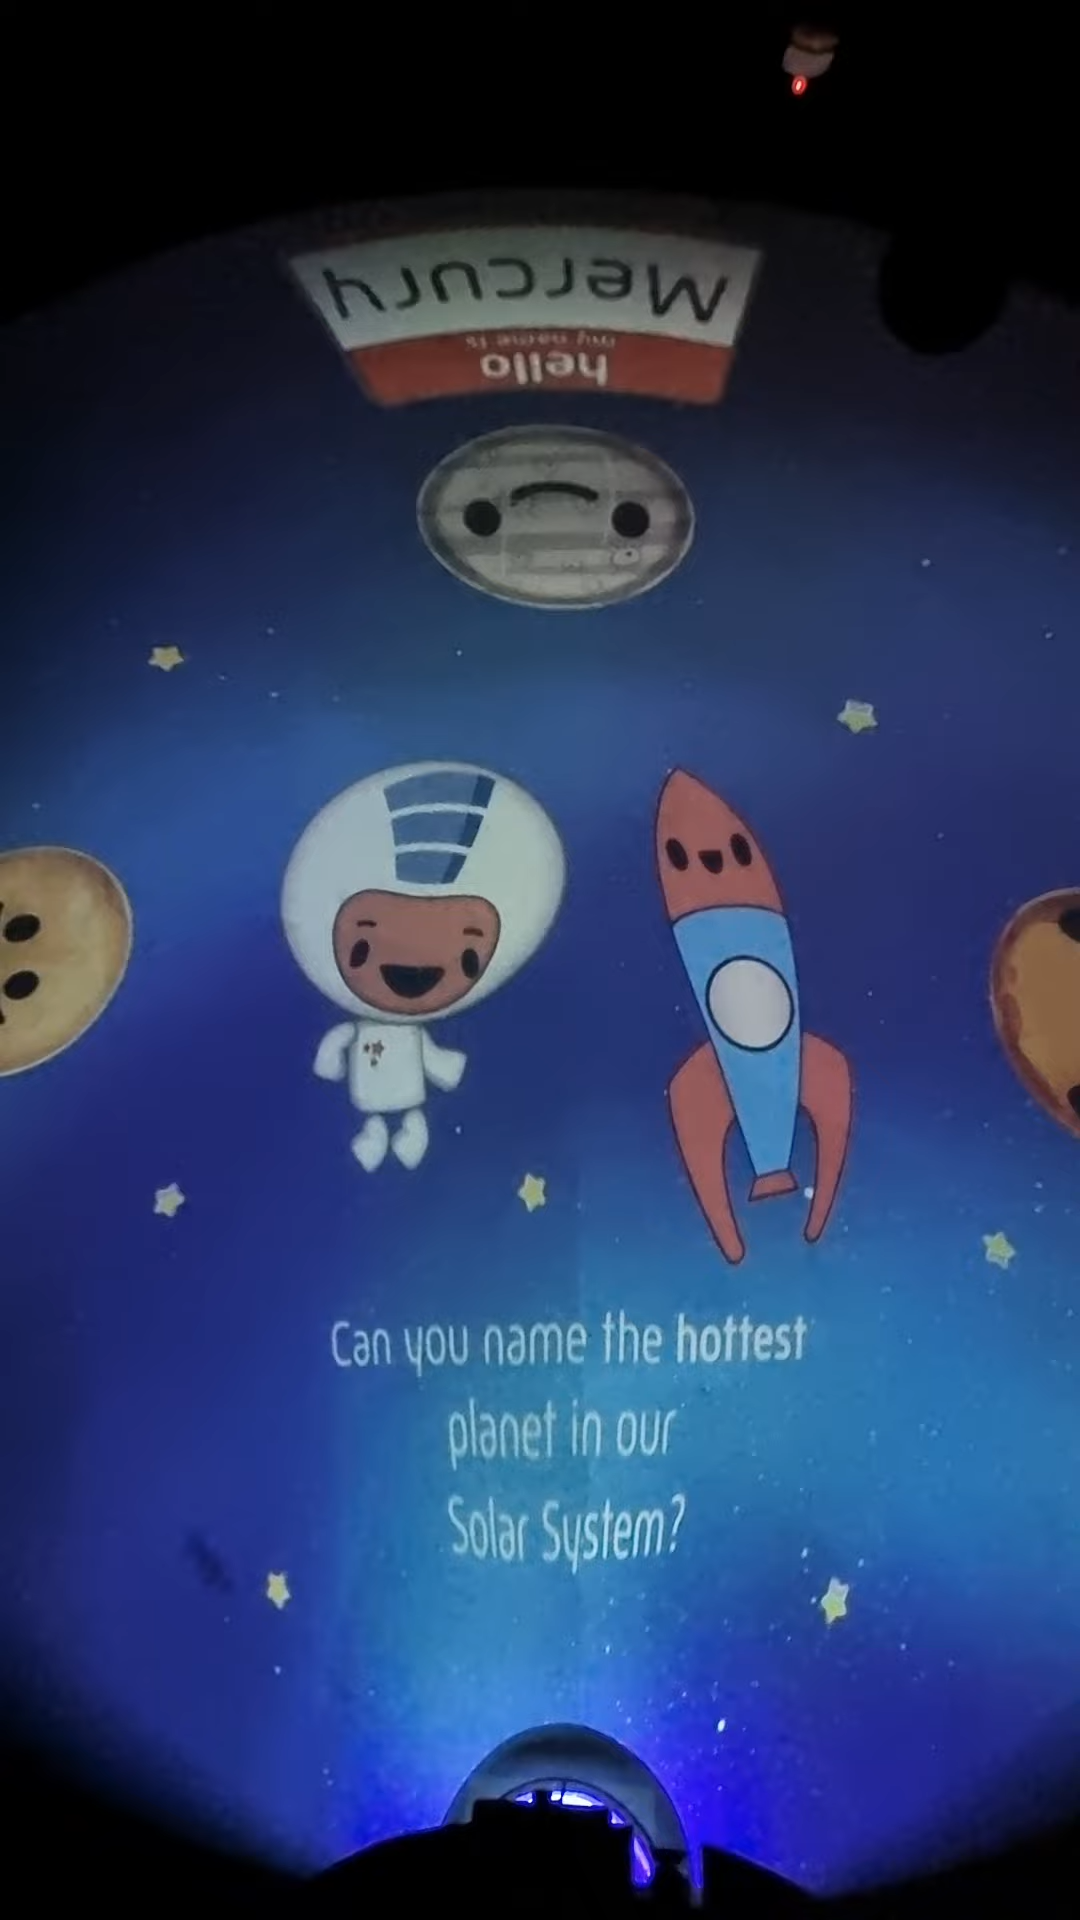 hello
my name is
Mercury
Can you name the hottest
planet in our
Solar System?